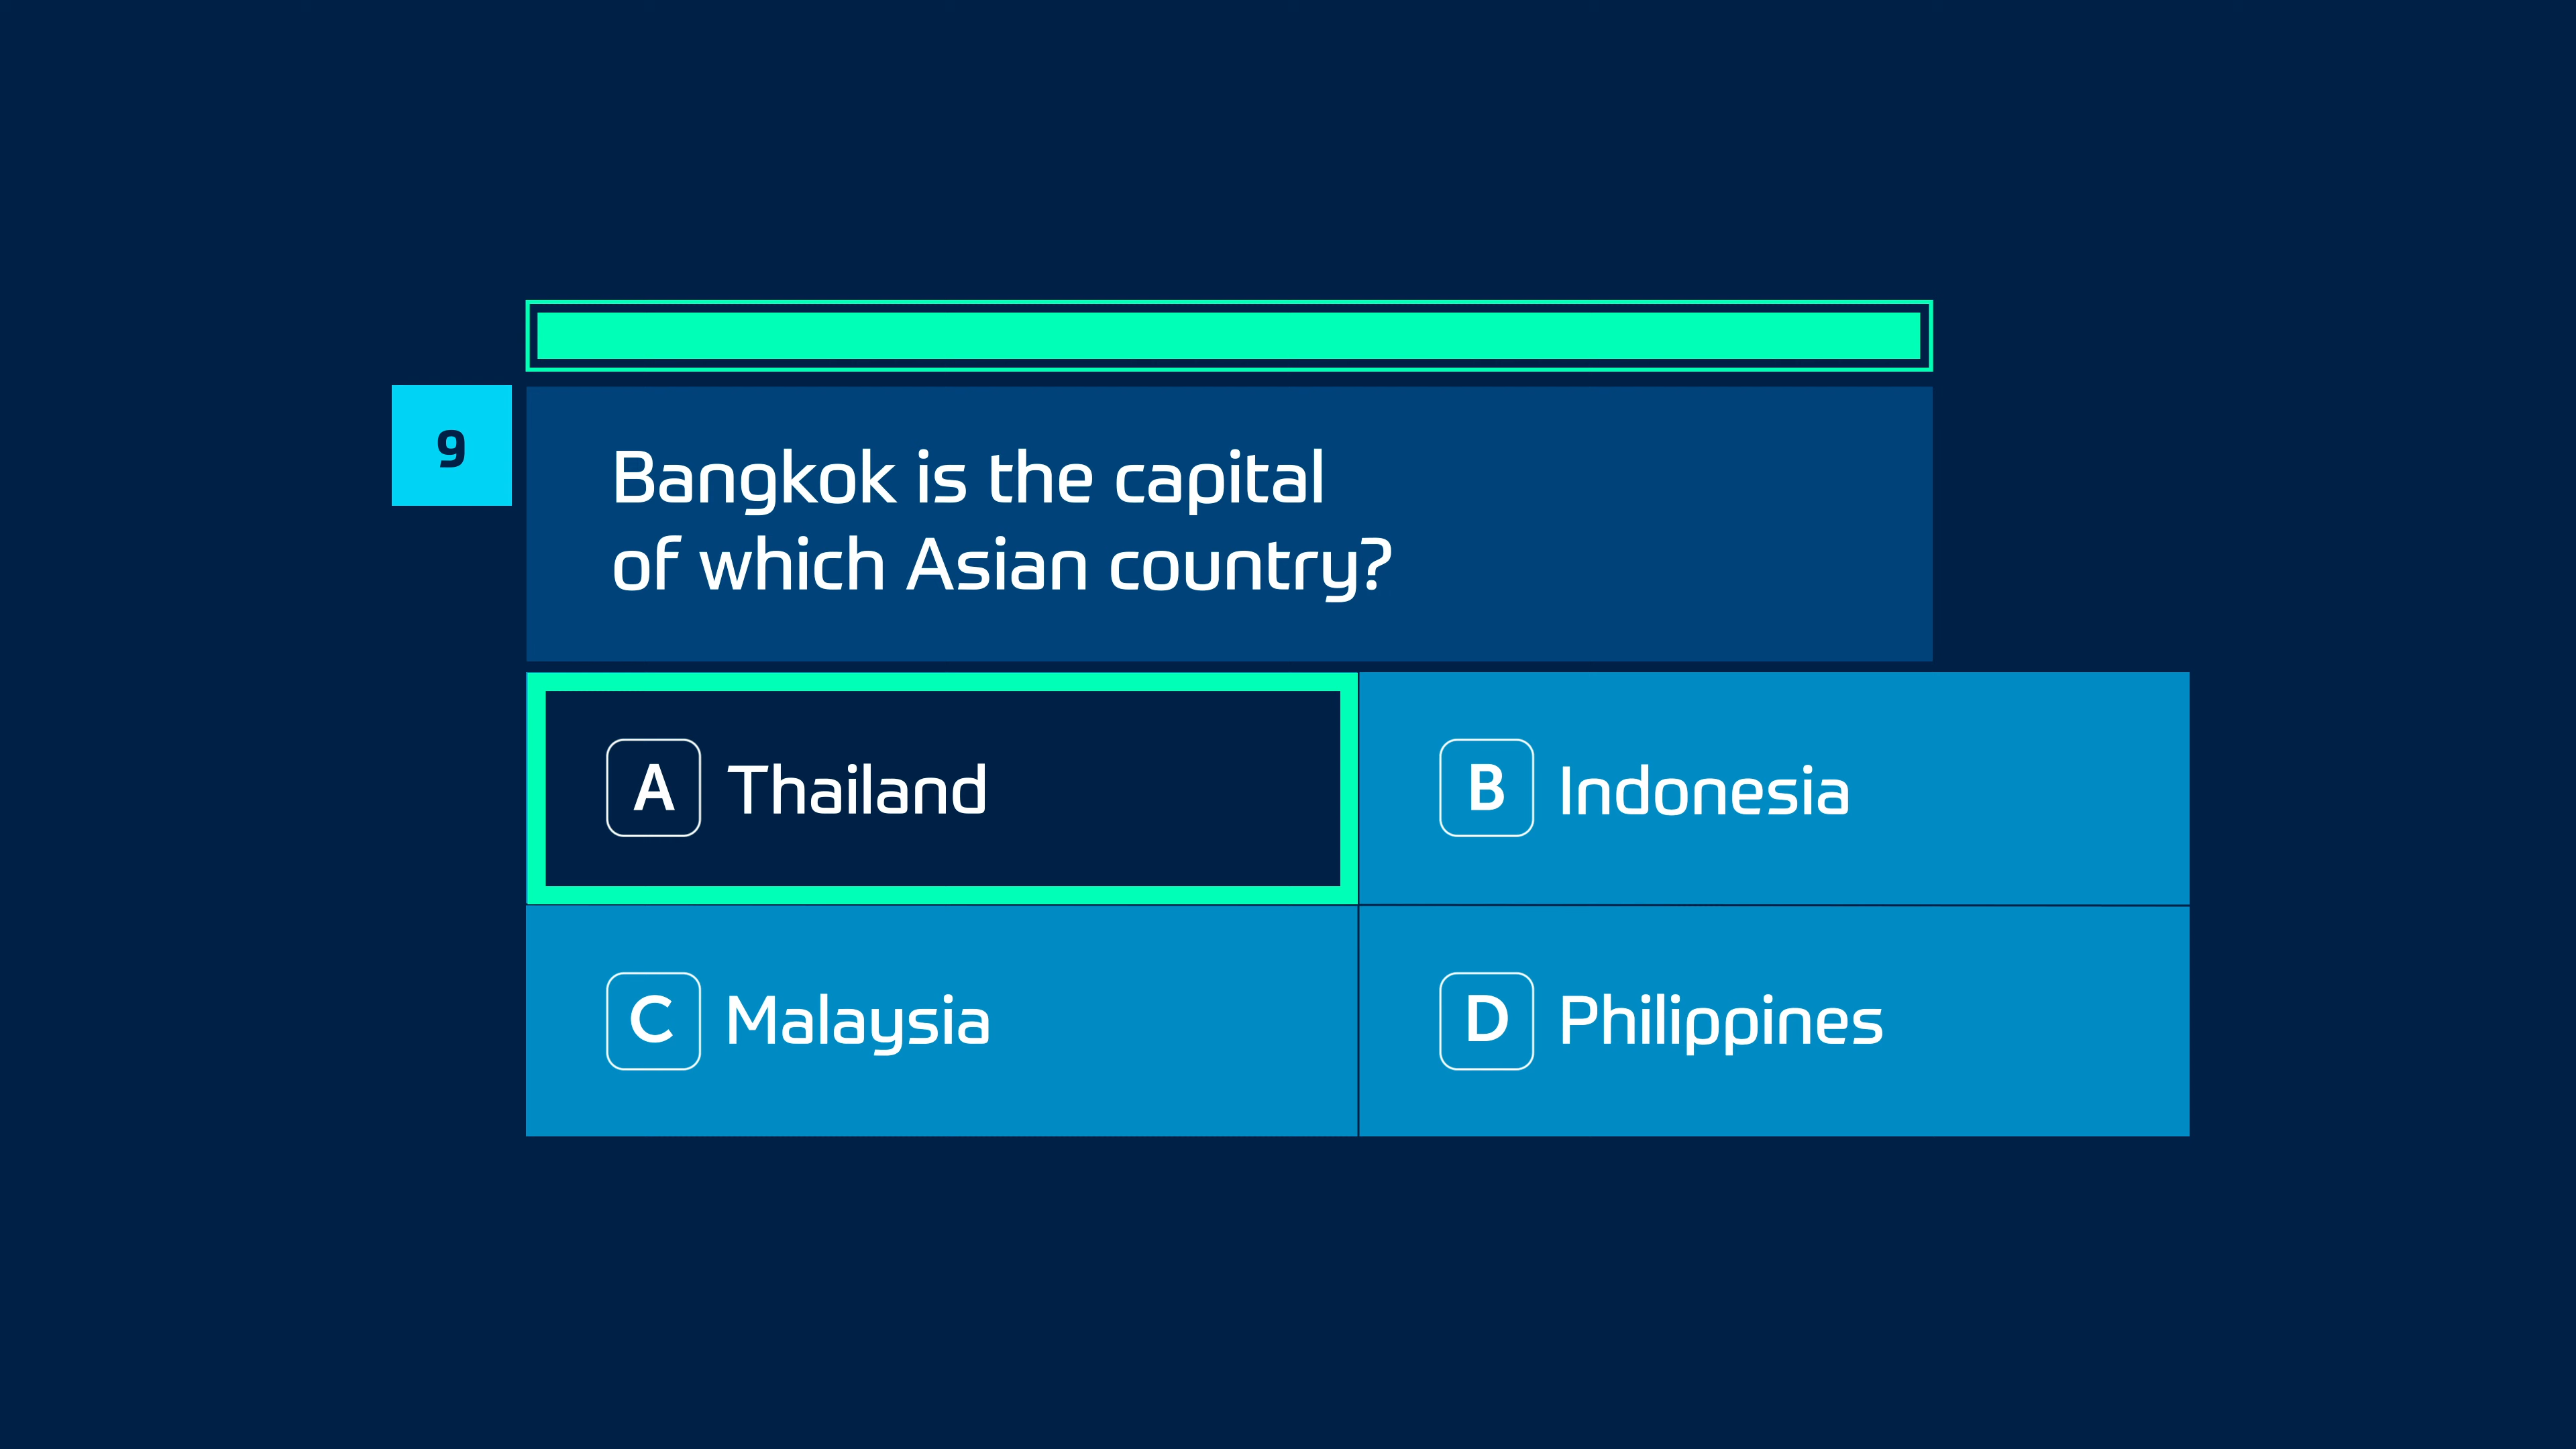 9
Bangkok is the capital
of which Asian country?
A Thailand
B Indonesia
C Malaysia
D Philippines